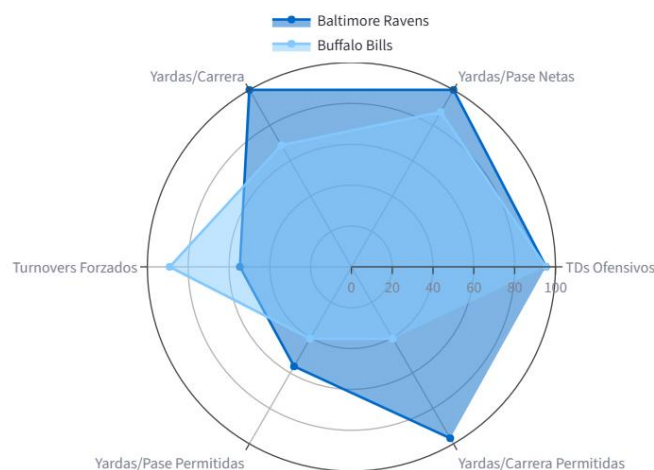 Baltimore Ravens
Buffalo Bills
Yardas/Carrera
Yardas/Pase Netas
Turnovers Forzados
TDs Ofensivos
0 20 40 60 80 100
Yardas/Pase Permitidas
Yardas/Carrera Permitidas